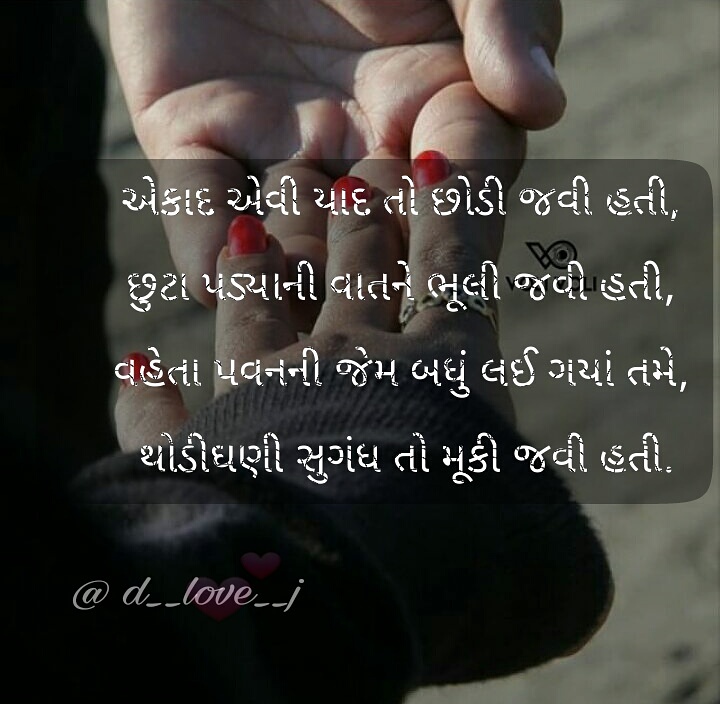 એકાદ એવી યાદ તો છોડી જવી હતી,
છુટા પડ્યાની વાતને ભૂલી જવી હતી,
વહેતા પવનની જેમ બધું લઈ ગયાં તમે,
થોડીઘણી સુગંધ તો મૂકી જવી હતી.
@ d__love__j